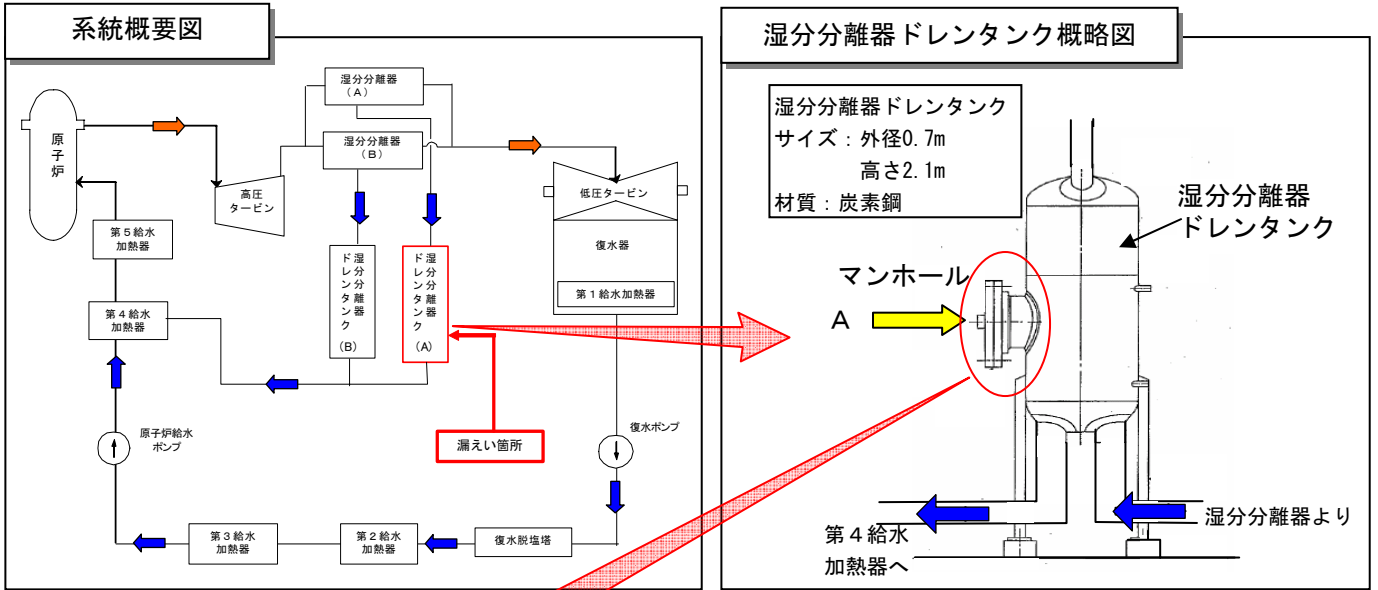 系統概要図
湿分分離器
(A)
湿分分離器
(B)
原子炉
高圧
タービン
低圧タービン
復水器
第1給水加熱器
第5給水
加熱器
第4給水
加熱器
湿分分離器
ドレンタンク
(B)
湿分分離器
ドレンタンク
(A)
漏えい箇所
原子炉給水
ポンプ
復水ポンプ
第3給水
加熱器
第2給水
加熱器
復水脱塩塔
湿分分離器ドレンタンク概略図
湿分分離器ドレンタンク
サイズ：外径0.7m
高さ2.1m
材質：炭素鋼
湿分分離器
ドレンタンク
マンホール
A
湿分分離器より
第4給水
加熱器へ